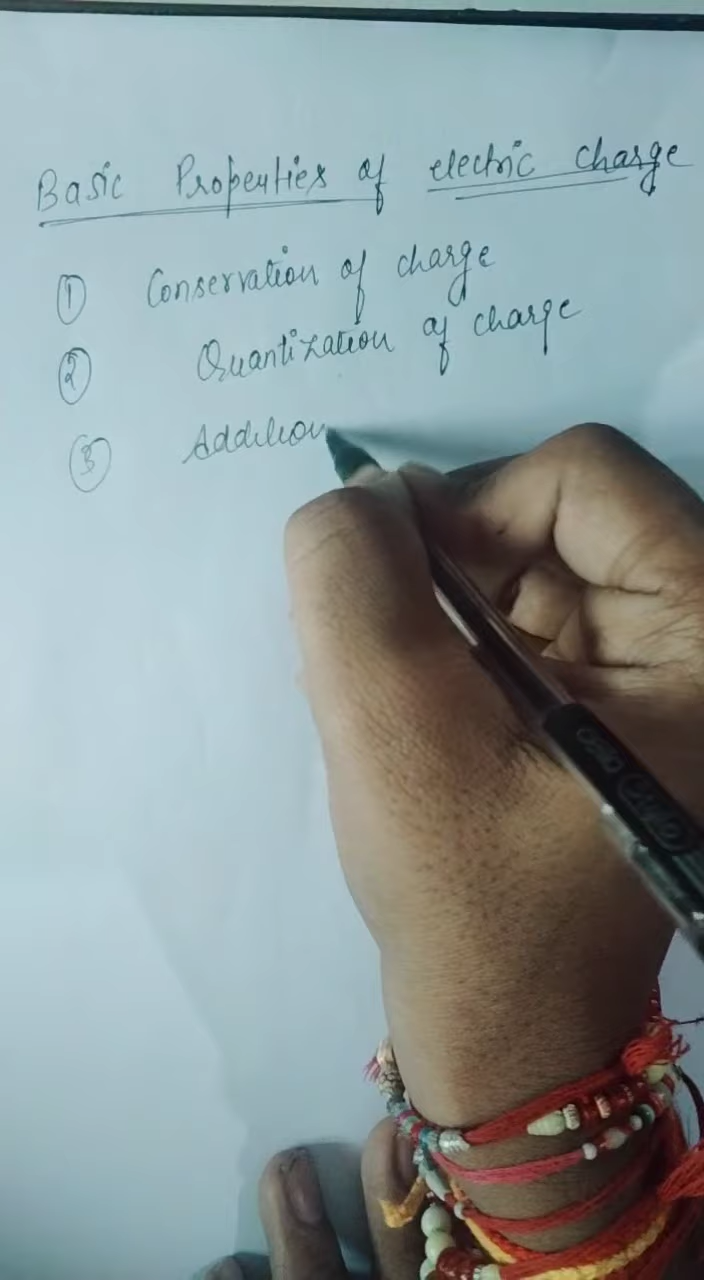 Basic Properties of electric charge
① Conservation of charge
② Quantization of charge
③ Addition